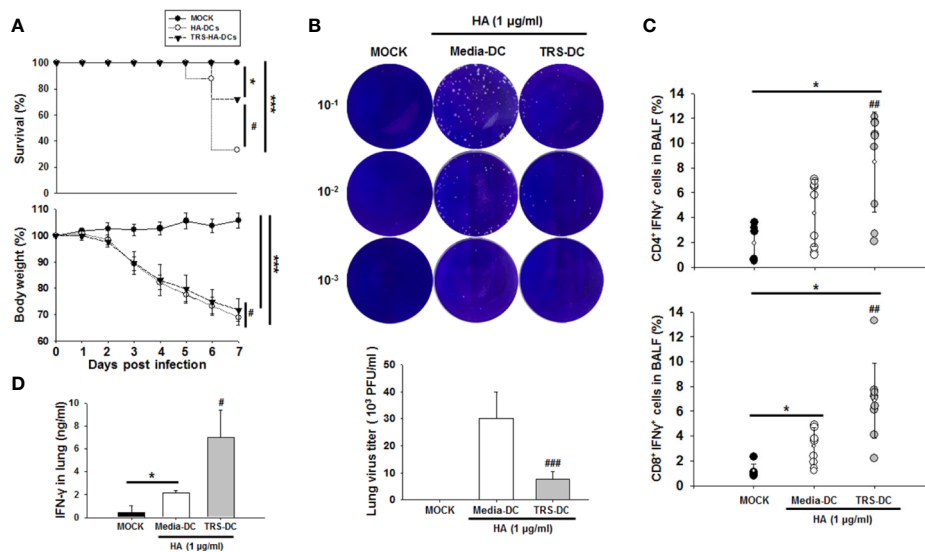 A
MOCK
HA-DCs
TRS-HA-DCs
Survival (%)
100
80
60
40
20
0
*
#
***
Body weight (%)
110
100
90
80
70
60
***
#
0 1 2 3 4 5 6 7
Days post infection
B
HA (1 μg/ml)
MOCK Media-DC TRS-DC
10-1
10-2
10-3
Lung virus titer ( 10³ PFU/ml )
50
40
30
20
10
0
###
MOCK Media-DC TRS-DC
HA (1 μg/ml)
C
CD4+ IFNγ+ cells in BALF (%)
14
12
10
8
6
4
2
0
*
##
CD8+ IFNγ+ cells in BALF (%)
14
12
10
8
6
4
2
0
*
*
##
MOCK Media-DC TRS-DC
HA (1 μg/ml)
D
IFN-γ in lung (ng/ml)
10
8
6
4
2
0
*
#
MOCK Media-DC TRS-DC
HA (1 μg/ml)